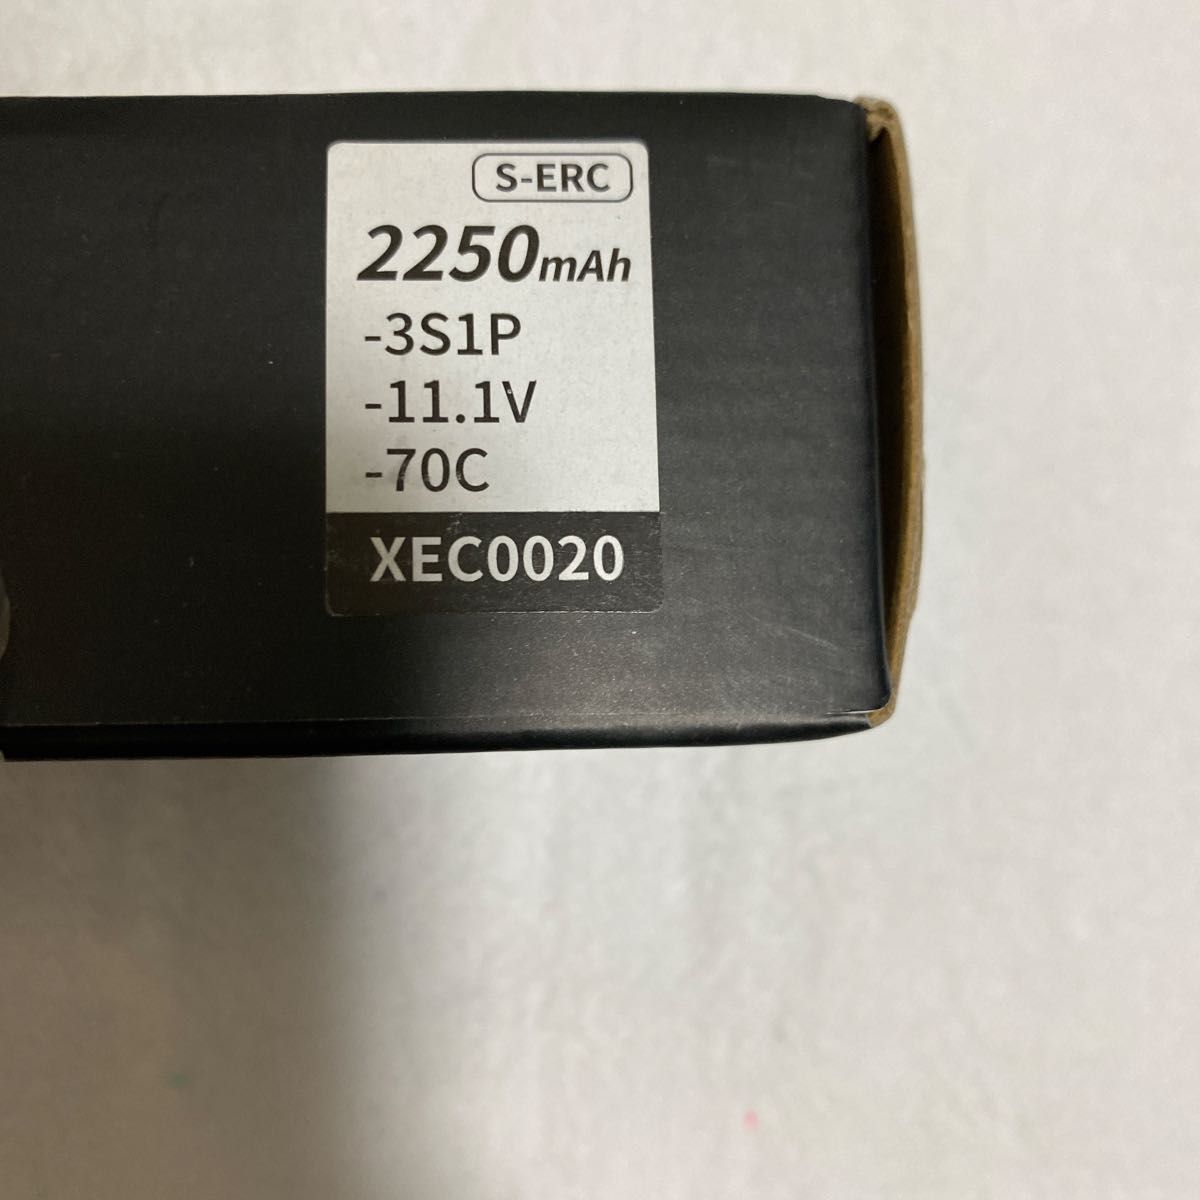 S-ERC
2250mAh
-3S1P
-11.1V
-70C
XEC0020